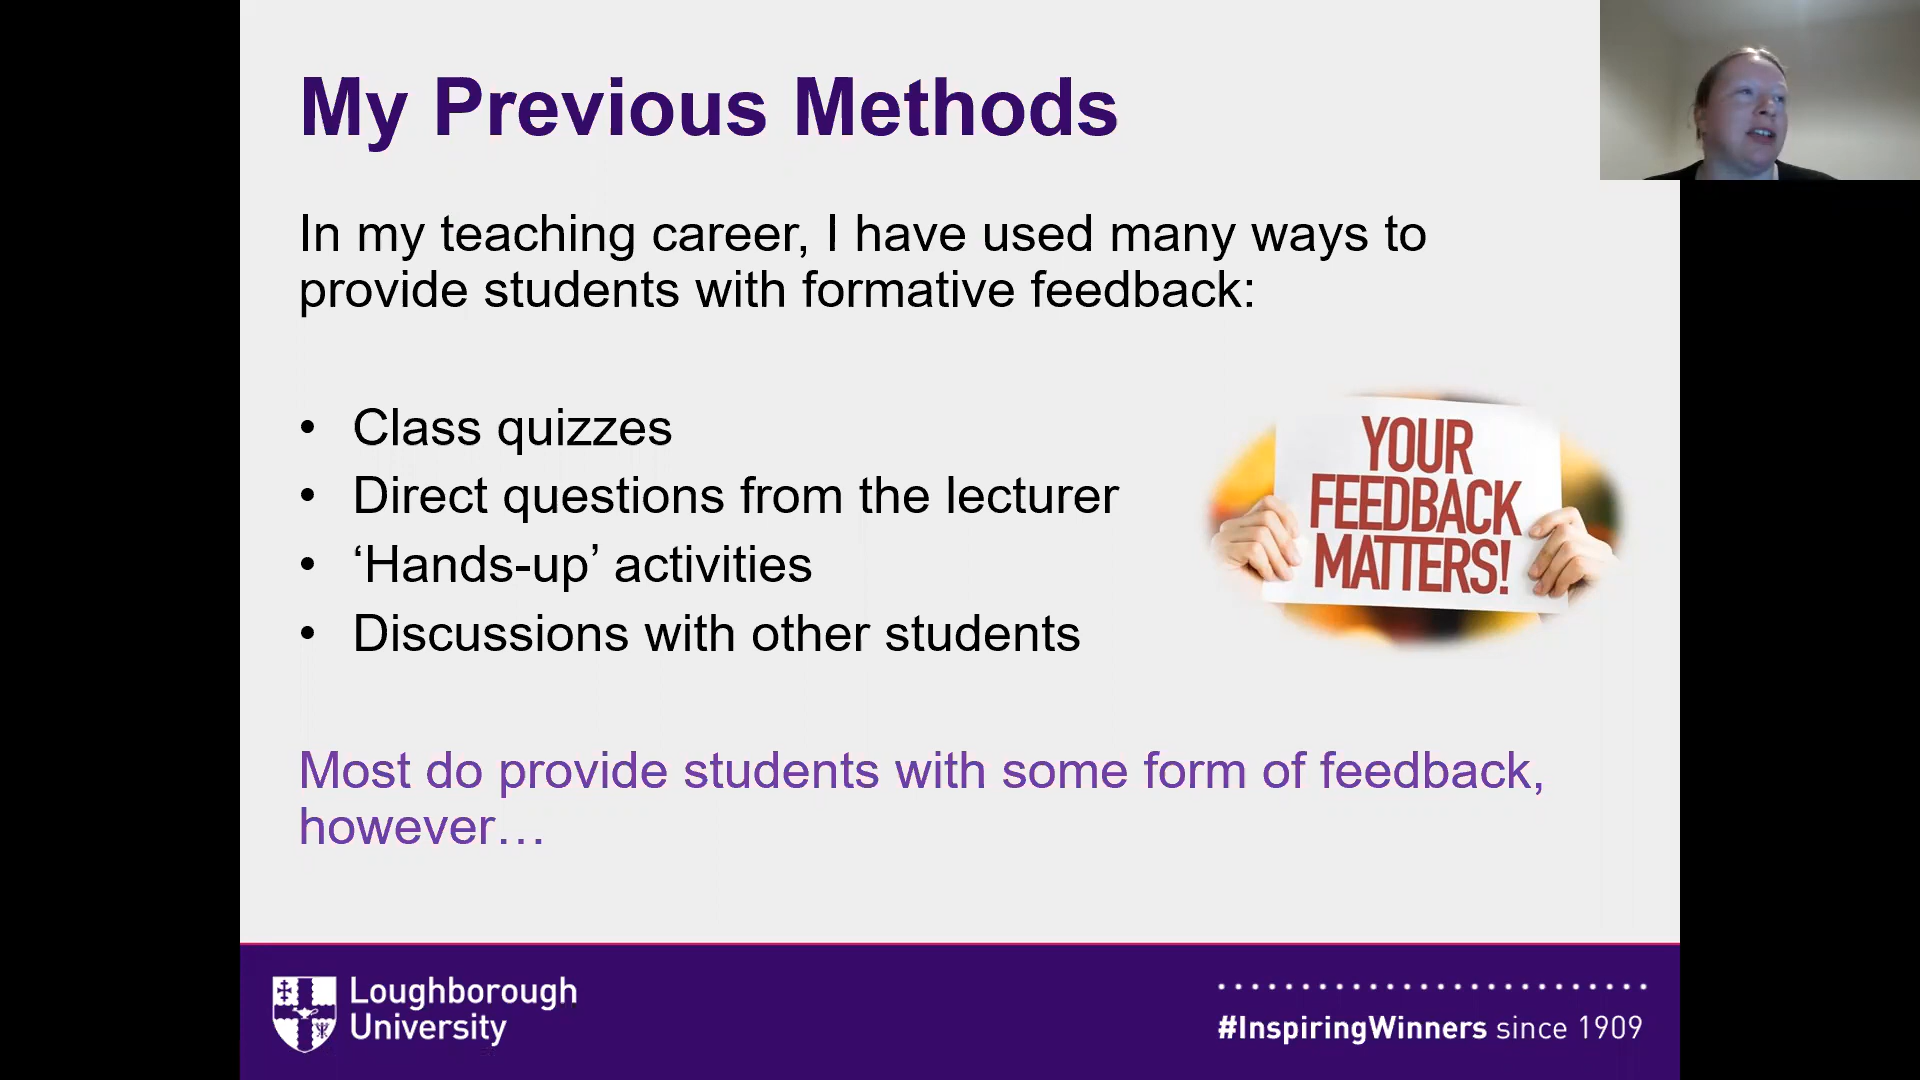 My Previous Methods
In my teaching career, I have used many ways to
provide students with formative feedback:
• Class quizzes
• Direct questions from the lecturer
• ‘Hands-up’ activities
• Discussions with other students
YOUR
FEEDBACK
MATTERS!
Most do provide students with some form of feedback,
however…
Loughborough
University
#InspiringWinners since 1909